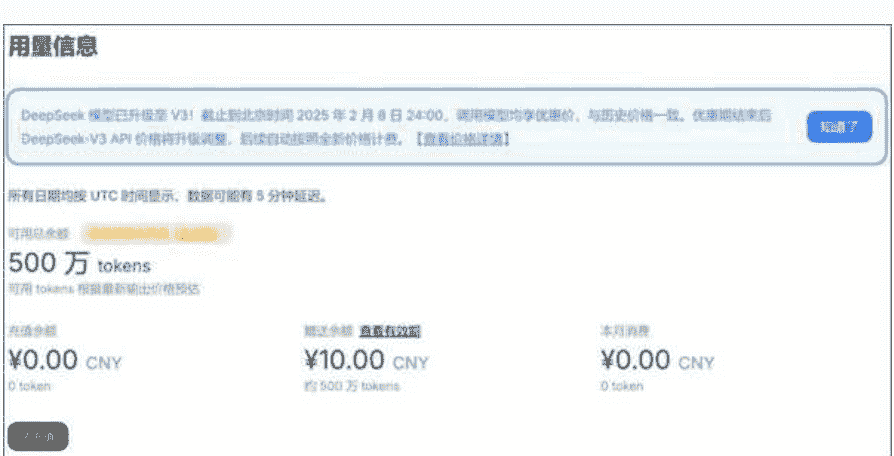 用量信息
DeepSeek 模型已升级至 V3！截止到北京时间 2025 年 2 月 8 日 24:00，调用模型均享优惠价，与历史价格一致。优惠期结束后
DeepSeek-V3 API 价格将升级调整，后续自动按照全新价格计费。【查看价格详情】
知道了
所有日期均按 UTC 时间显示，数据可能有 5 分钟延迟。
可用总余额
500 万 tokens
可用 tokens 根据最新输出价格预估
充值余额 赠送余额 查看有效期 本月消费
¥0.00 CNY ¥10.00 CNY ¥0.00 CNY
0 token 约 500 万 tokens 0 token